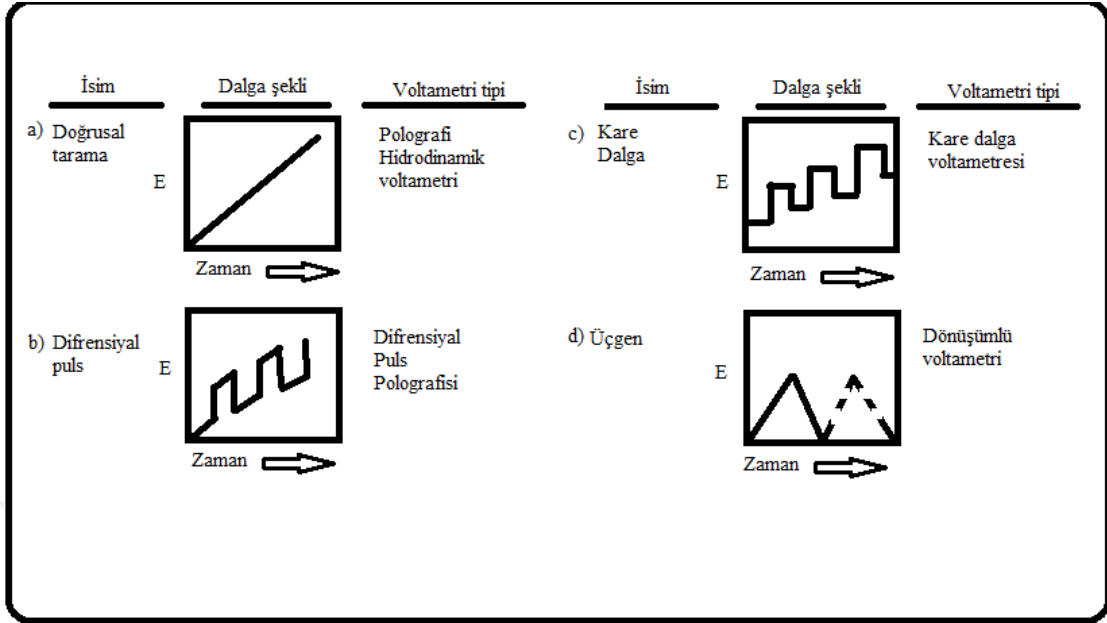 İsim Dalga şekli Voltametri tipi
a) Doğrusal
tarama
E
Zaman
Polografi
Hidrodinamik
voltametri
b) Difrensiyal
puls
E
Zaman
Difrensiyal
Puls
Polografisi
İsim Dalga şekli Voltametri tipi
c) Kare
Dalga
E
Zaman
Kare dalga
voltametresi
d) Üçgen
E
Zaman
Dönüşümlü
voltametri